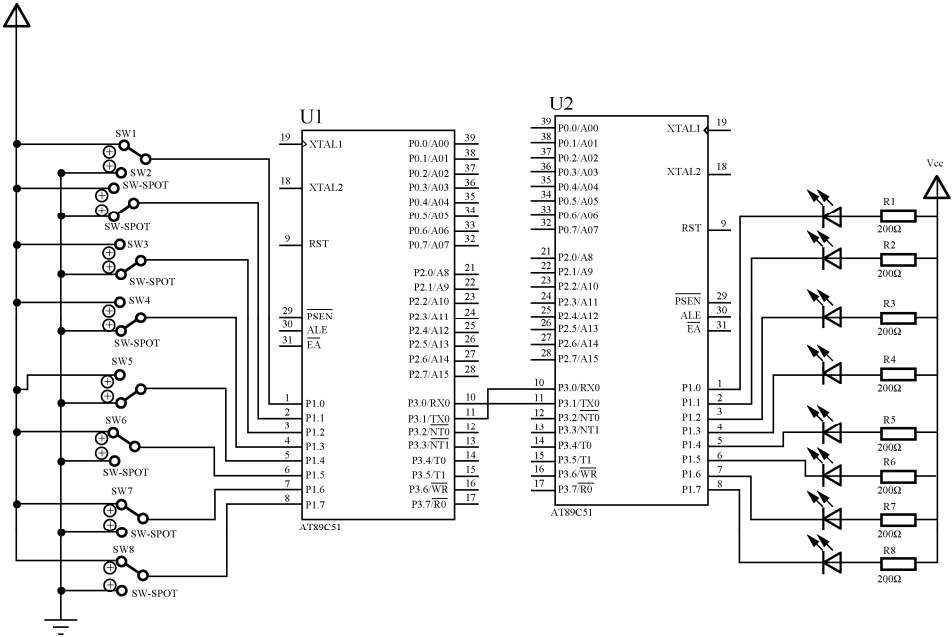 SW1
SW2
SW-SPOT
SW-SPOT
SW3
SW-SPOT
SW4
SW-SPOT
SW5
SW6
SW-SPOT
SW7
SW-SPOT
SW8
SW-SPOT
U1
19 XTAL1
18 XTAL2
9 RST
29 PSEN
30 ALE
31 EA
1 P1.0
2 P1.1
3 P1.2
4 P1.3
5 P1.4
6 P1.5
7 P1.6
8 P1.7
P0.0/A00 39
P0.1/A01 38
P0.2/A02 37
P0.3/A03 36
P0.4/A04 35
P0.5/A05 34
P0.6/A06 33
P0.7/A07 32
P2.0/A8 21
P2.1/A9 22
P2.2/A10 23
P2.3/A11 24
P2.4/A12 25
P2.5/A13 26
P2.6/A14 27
P2.7/A15 28
P3.0/RX0 10
P3.1/TX0 11
P3.2/NT0 12
P3.3/NT1 13
P3.4/T0 14
P3.5/T1 15
P3.6/WR 16
P3.7/R0 17
AT89C51
U2
39 P0.0/A00
38 P0.1/A01
37 P0.2/A02
36 P0.3/A03
35 P0.4/A04
34 P0.5/A05
33 P0.6/A06
32 P0.7/A07
21 P2.0/A8
22 P2.1/A9
23 P2.2/A10
24 P2.3/A11
25 P2.4/A12
26 P2.5/A13
27 P2.6/A14
28 P2.7/A15
10 P3.0/RX0
11 P3.1/TX0
12 P3.2/NT0
13 P3.3/NT1
14 P3.4/T0
15 P3.5/T1
16 P3.6/WR
17 P3.7/R0
XTAL1 19
XTAL2 18
RST 9
PSEN 29
ALE 30
EA 31
P1.0 1
P1.1 2
P1.2 3
P1.3 4
P1.4 5
P1.5 6
P1.6 7
P1.7 8
AT89C51
Vcc
R1
200Ω
R2
200Ω
R3
200Ω
R4
200Ω
R5
200Ω
R6
200Ω
R7
200Ω
R8
200Ω